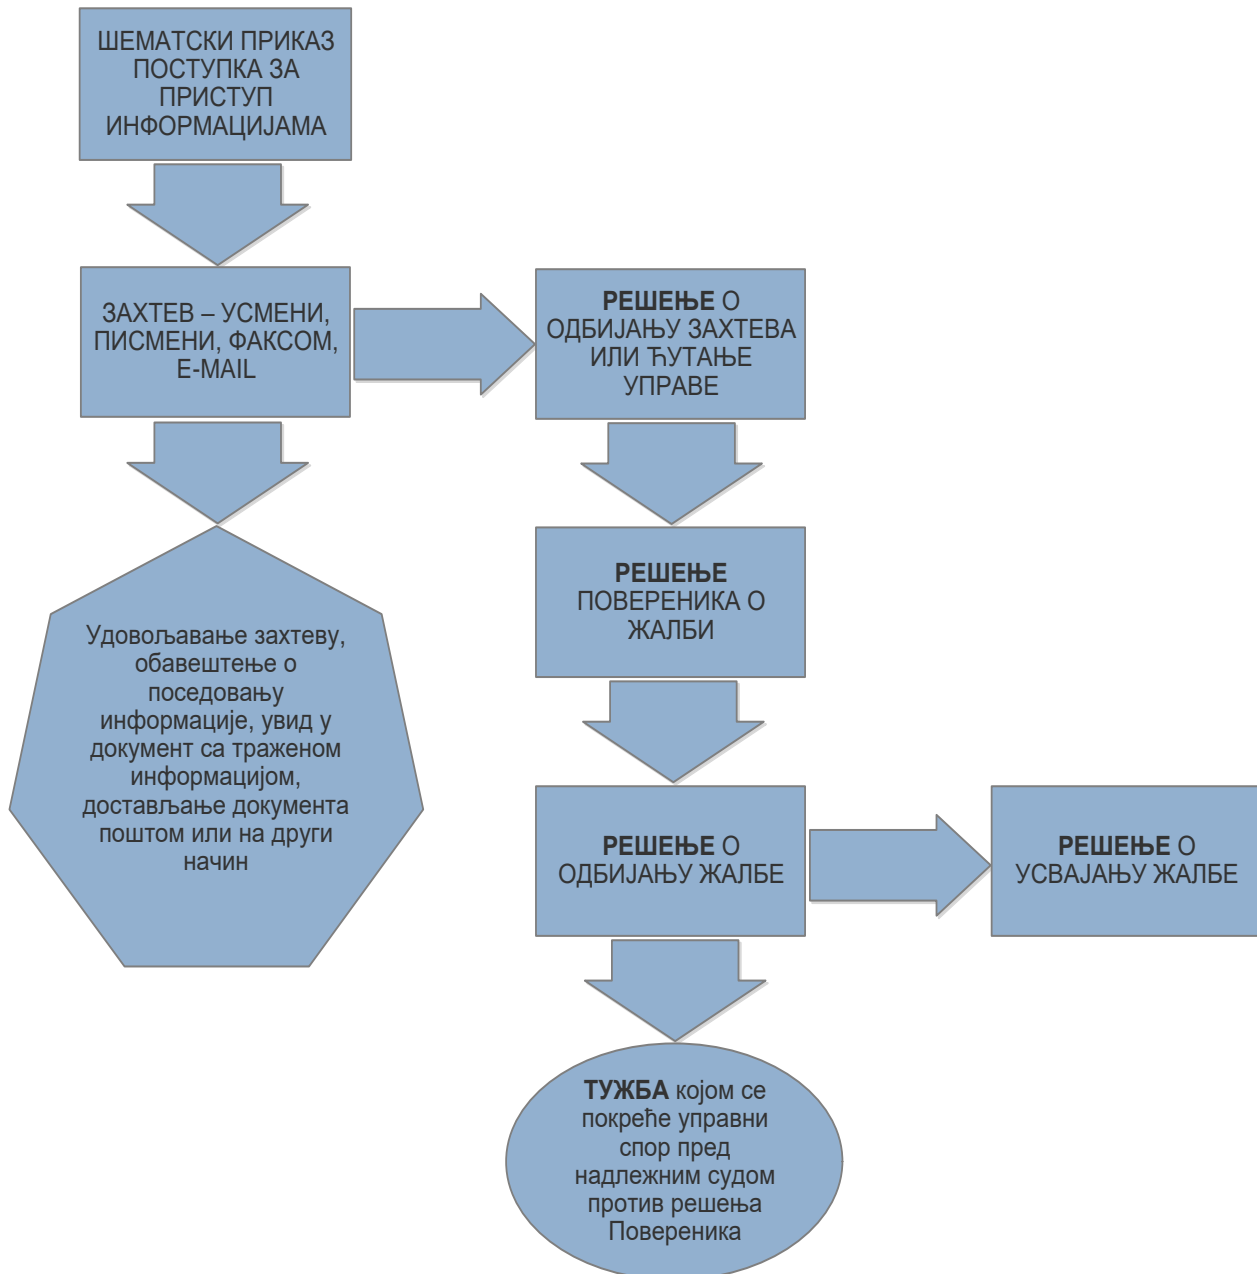 ШЕМАТСКИ ПРИКАЗ
ПОСТУПКА ЗА
ПРИСТУП
ИНФОРМАЦИЈАМА
ЗАХТЕВ – УСМЕНИ,
ПИСМЕНИ, ФАКСОМ,
E-MAIL
РЕШЕЊЕ О
ОДБИЈАЊУ ЗАХТЕВА
ИЛИ ЋУТАЊЕ
УПРАВЕ
Удовољавање захтеву,
обавештење о
поседовању
информације, увид у
документ са траженом
информацијом,
достављање документа
поштом или на други
начин
РЕШЕЊЕ
ПОВЕРЕНИКА О
ЖАЛБИ
РЕШЕЊЕ О
ОДБИЈАЊУ ЖАЛБЕ
РЕШЕЊЕ О
УСВАЈАЊУ ЖАЛБЕ
ТУЖБА којом се
покреће управни
спор пред
надлежним судом
против решења
Повереника